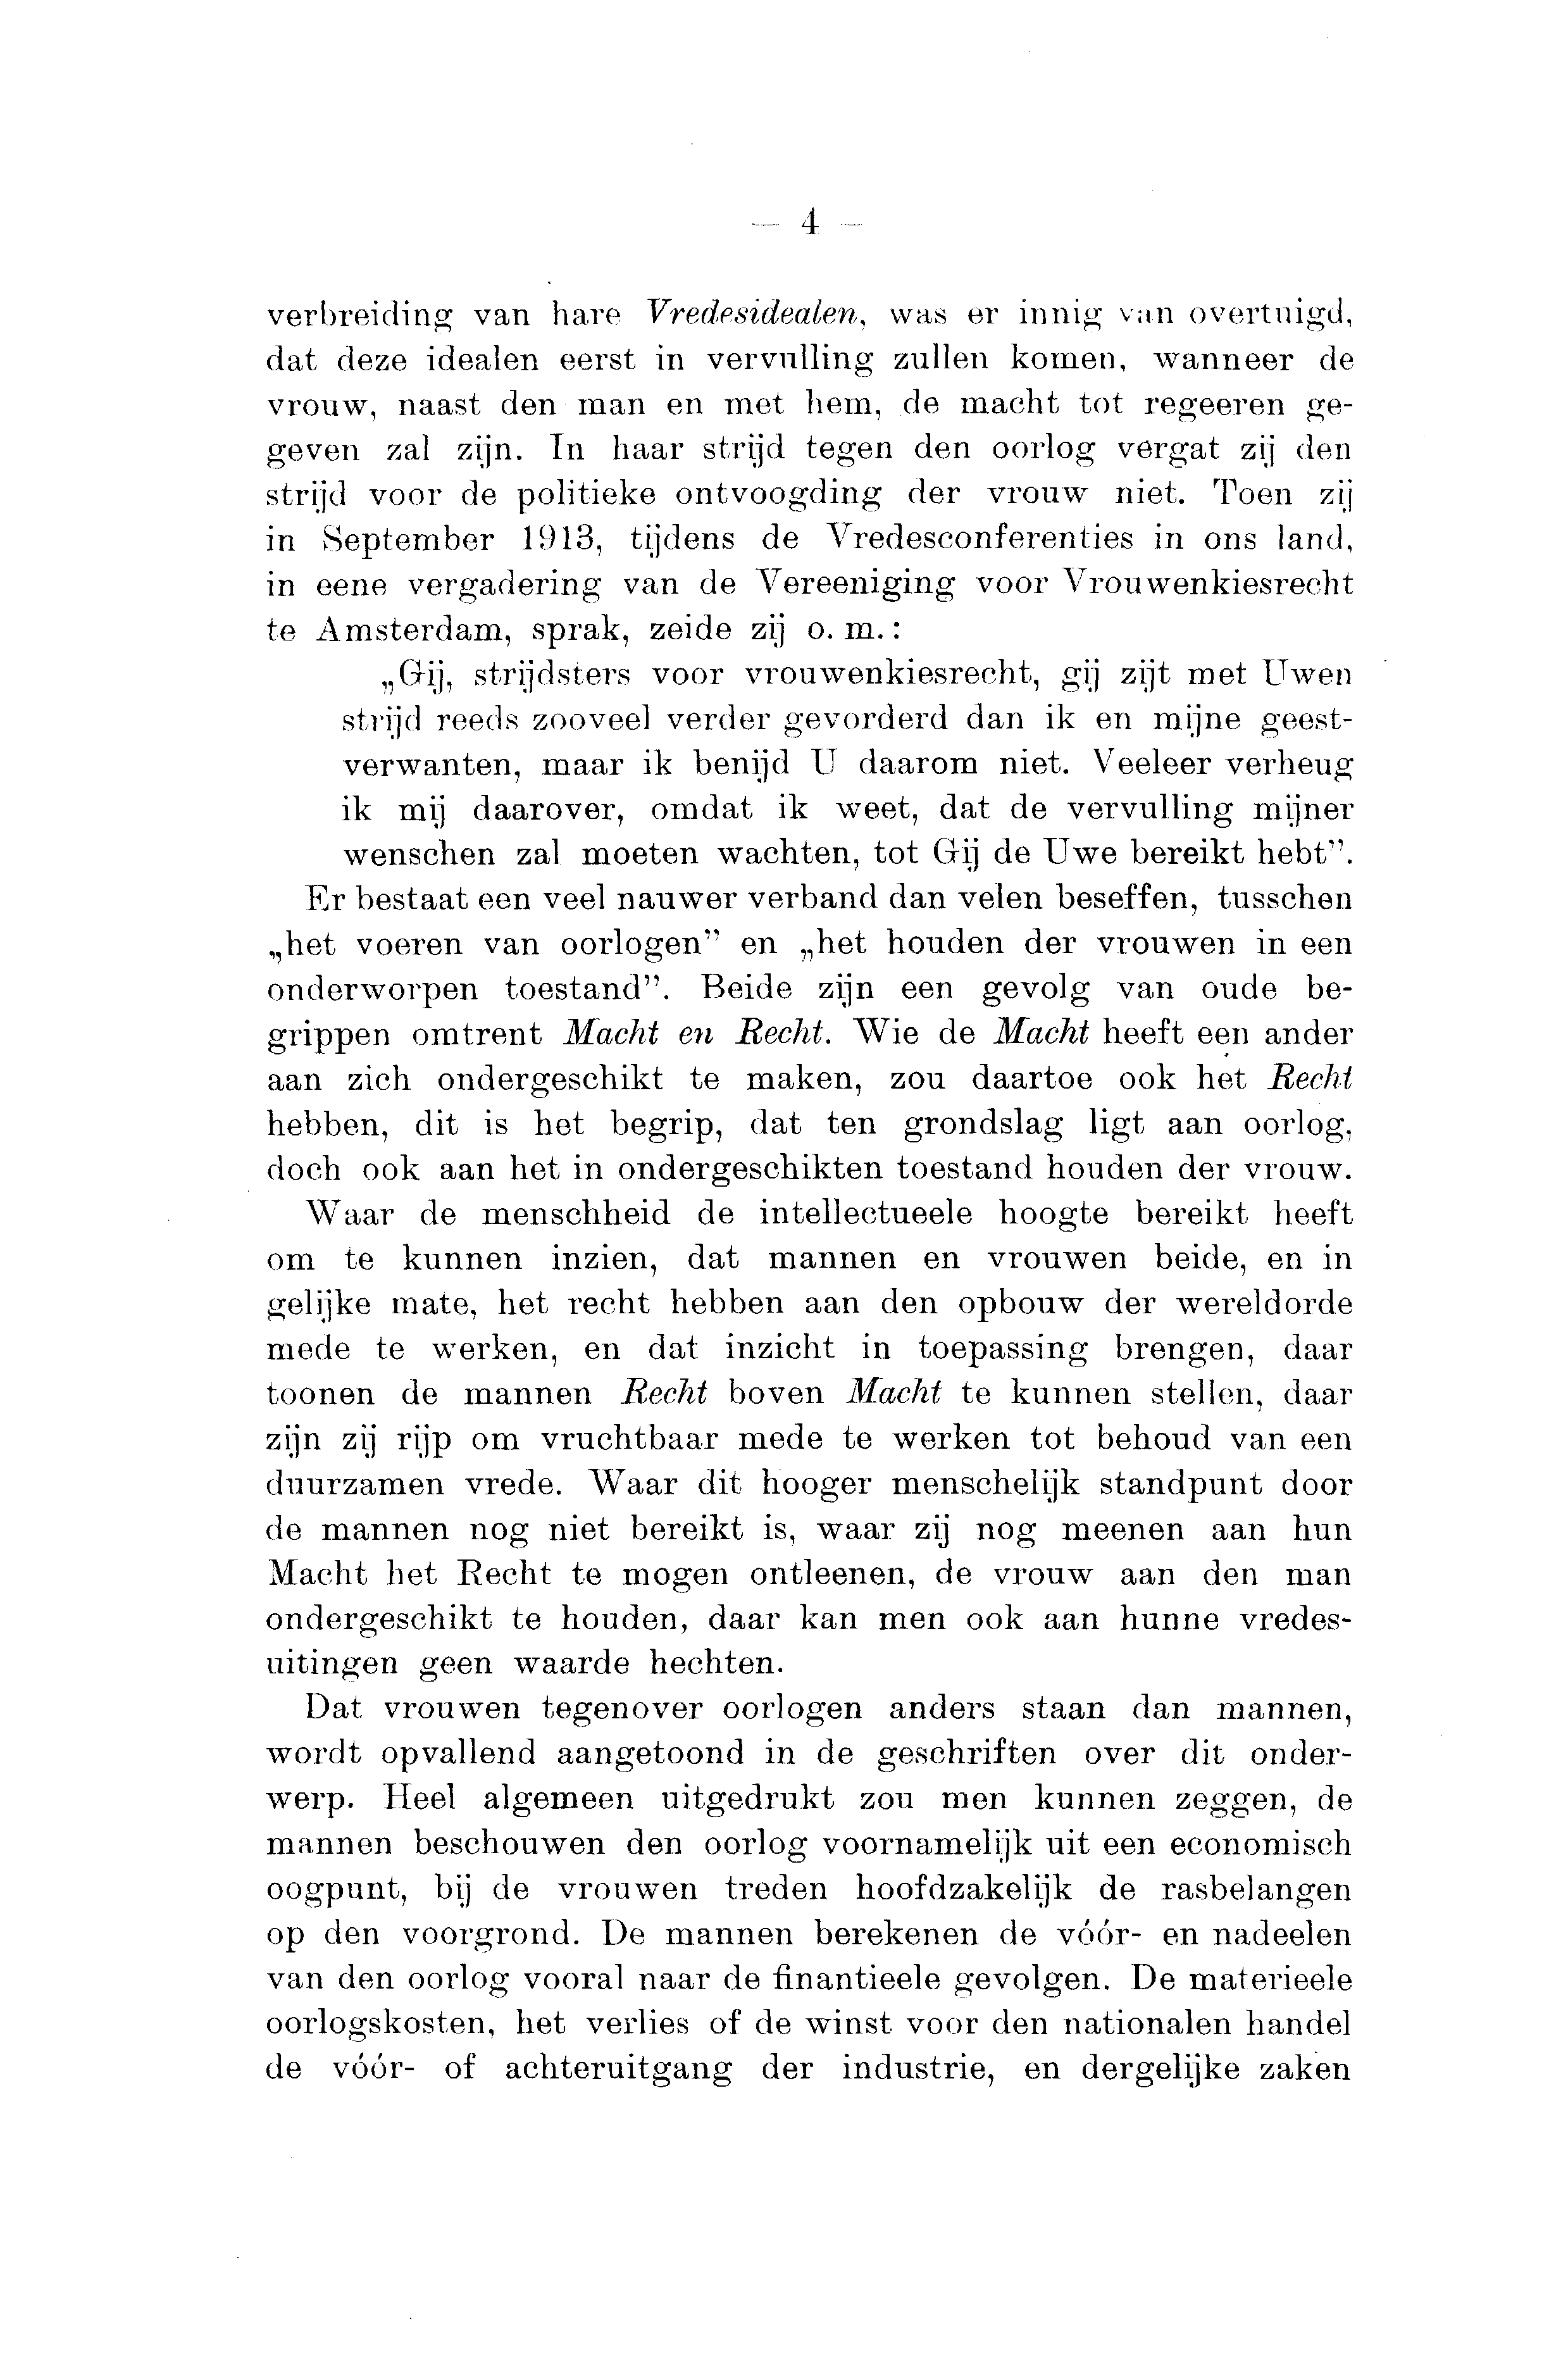 — 4 —
verbreiding van hare Vredesidealen, was er innig van overtuigd,
dat deze idealen eerst in vervulling zullen komen, wanneer de
vrouw, naast den man en met hem, de macht tot regeeren ge-
geven zal zijn. In haar strijd tegen den oorlog vergat zij den
strijd voor de politieke ontvoogding der vrouw niet. Toen zij
in September 1913, tijdens de Vredesconferenties in ons land,
in eene vergadering van de Vereeniging voor Vrouwenkiesrecht
te Amsterdam, sprak, zeide zij o. m.:
„Gij, strijdsters voor vrouwenkiesrecht, gij zijt met Uwen
strijd reeds zooveel verder gevorderd dan ik en mijne geest-
verwanten, maar ik benijd U daarom niet. Veeleer verheug
ik mij daarover, omdat ik weet, dat de vervulling mijner
wenschen zal moeten wachten, tot Gij de Uwe bereikt hebt”.
Er bestaat een veel nauwer verband dan velen beseffen, tusschen
„het voeren van oorlogen” en „het houden der vrouwen in een
onderworpen toestand”. Beide zijn een gevolg van oude be-
grippen omtrent Macht en Recht. Wie de Macht heeft een ander
aan zich ondergeschikt te maken, zou daartoe ook het Recht
hebben, dit is het begrip, dat ten grondslag ligt aan oorlog,
doch ook aan het in ondergeschikten toestand houden der vrouw.
Waar de menschheid de intellectueele hoogte bereikt heeft
om te kunnen inzien, dat mannen en vrouwen beide, en in
gelijke mate, het recht hebben aan den opbouw der wereldorde
mede te werken, en dat inzicht in toepassing brengen, daar
toonen de mannen Recht boven Macht te kunnen stellen, daar
zijn zij rijp om vruchtbaar mede te werken tot behoud van een
duurzamen vrede. Waar dit hooger menschelijk standpunt door
de mannen nog niet bereikt is, waar zij nog meenen aan hun
Macht het Recht te mogen ontleenen, de vrouw aan den man
ondergeschikt te houden, daar kan men ook aan hunne vredes-
uitingen geen waarde hechten.
Dat vrouwen tegenover oorlogen anders staan dan mannen,
wordt opvallend aangetoond in de geschriften over dit onder-
werp. Heel algemeen uitgedrukt zou men kunnen zeggen, de
mannen beschouwen den oorlog voornamelijk uit een economisch
oogpunt, bij de vrouwen treden hoofdzakelijk de rasbelangen
op den voorgrond. De mannen berekenen de vóór- en nadeelen
van den oorlog vooral naar de finantieele gevolgen. De materieele
oorlogskosten, het verlies of de winst voor den nationalen handel
de vóór- of achteruitgang der industrie, en dergelijke zaken